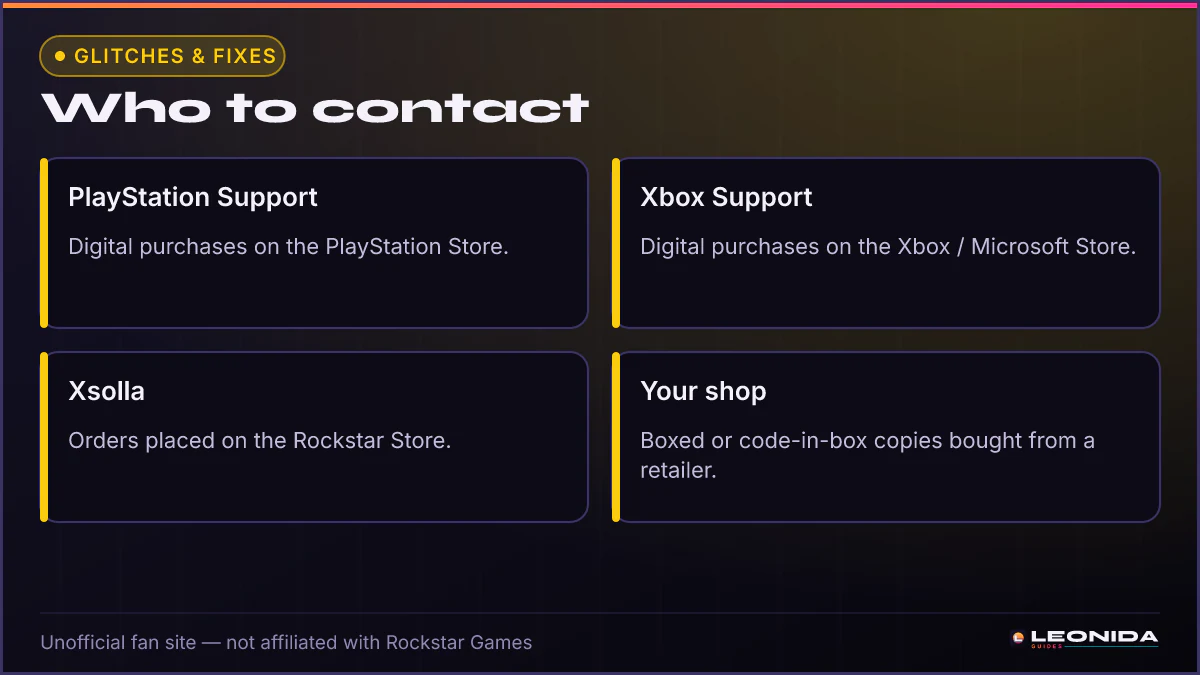 GLITCHES & FIXES
Who to contact
PlayStation Support
Digital purchases on the PlayStation Store.
Xbox Support
Digital purchases on the Xbox / Microsoft Store.
Xsolla
Orders placed on the Rockstar Store.
Your shop
Boxed or code-in-box copies bought from a
retailer.
Unofficial fan site — not affiliated with Rockstar Games
LEONIDA
GUIDES